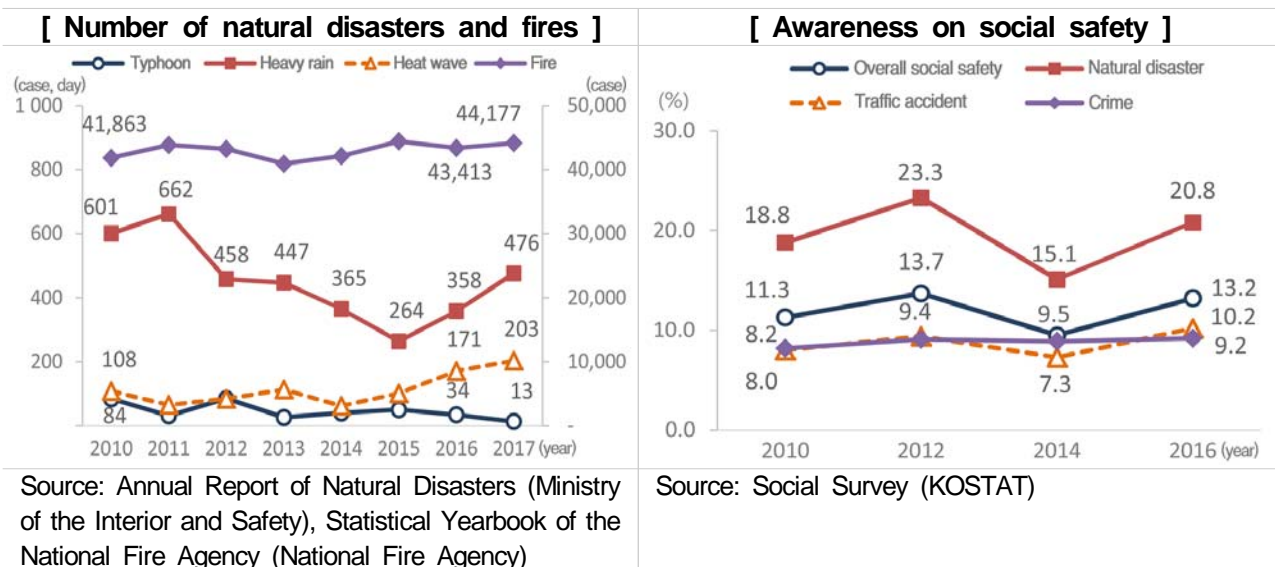 [ Number of natural disasters and fires ]
Typhoon Heavy rain Heat wave Fire
(case, day) (case)
1 000 50,000
800 40,000
600 30,000
400 20,000
200 10,000
-
41,863 44,177
43,413
601 662 458 447 365 264 358 476
108 171 203
84 34 13
2010 2011 2012 2013 2014 2015 2016 2017 (year)
Source: Annual Report of Natural Disasters (Ministry
of the Interior and Safety), Statistical Yearbook of the
National Fire Agency (National Fire Agency)
[ Awareness on social safety ]
Overall social safety Natural disaster
Traffic accident Crime
(%)
30.0
20.0
10.0
0.0
18.8 23.3 15.1 20.8
11.3 13.7 9.5 13.2
8.2 9.4 10.2
8.0 7.3 9.2
2010 2012 2014 2016 (year)
Source: Social Survey (KOSTAT)